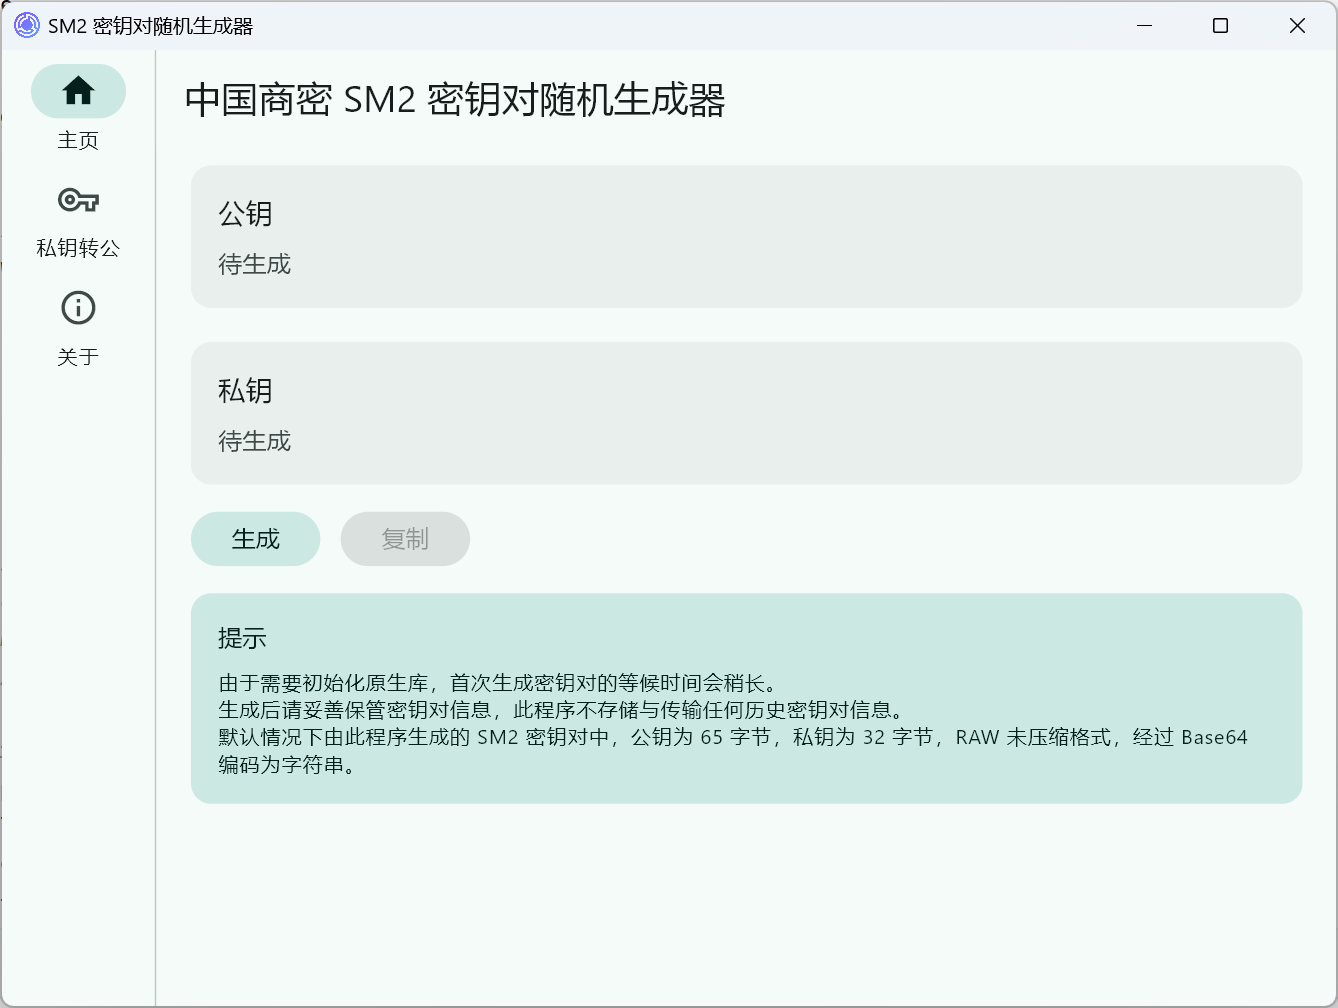 SM2 密钥对随机生成器
主页
私钥转公
关于
中国商密 SM2 密钥对随机生成器
公钥
待生成
私钥
待生成
生成
复制
提示
由于需要初始化原生库，首次生成密钥对的等候时间会稍长。
生成后请妥善保管密钥对信息，此程序不存储与传输任何历史密钥对信息。
默认情况下由此程序生成的 SM2 密钥对中，公钥为 65 字节，私钥为 32 字节，RAW 未压缩格式，经过 Base64
编码为字符串。